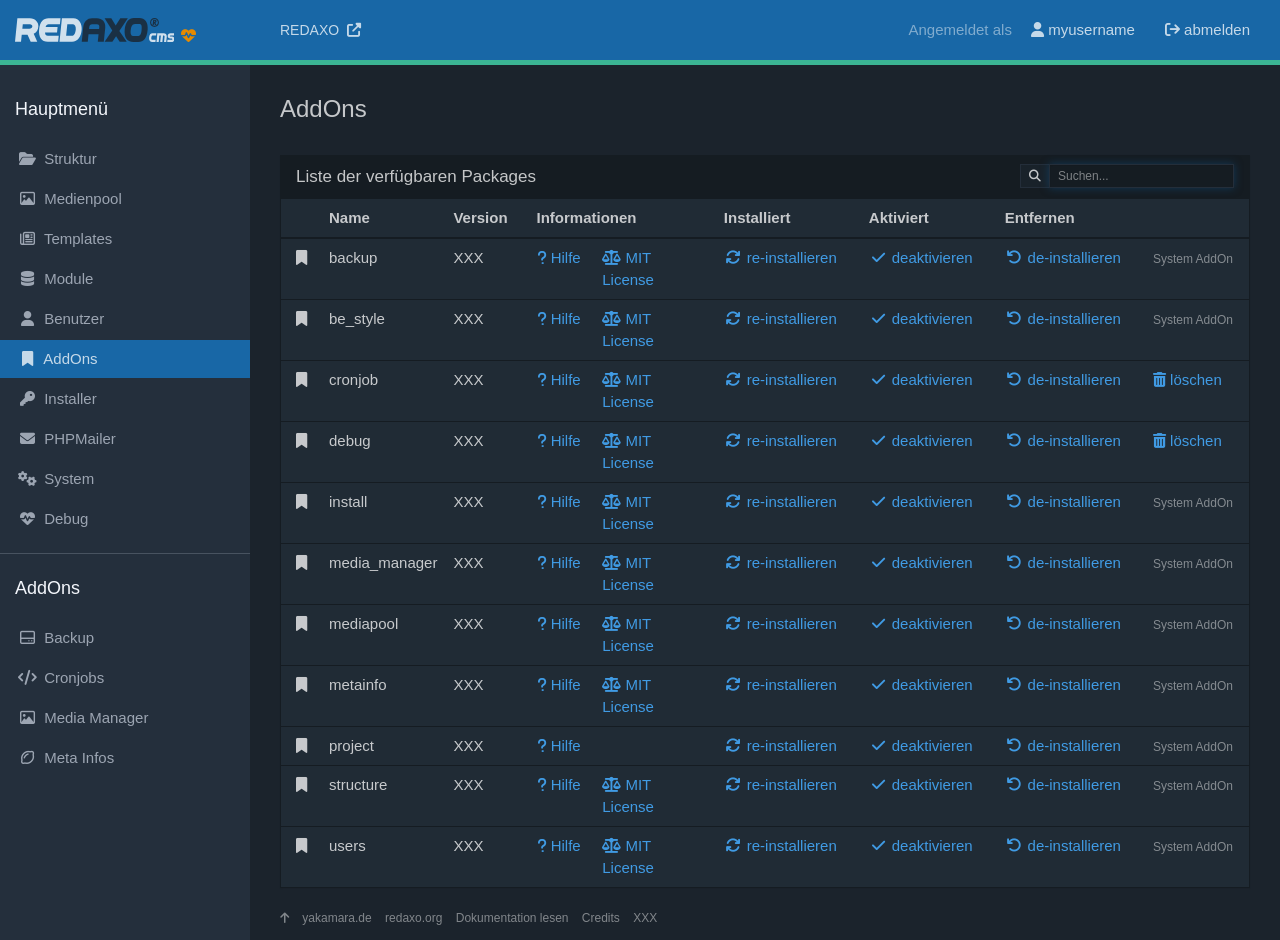 REDAXO® cms
REDAXO
Angemeldet als myusername abmelden
Hauptmenü
Struktur
Medienpool
Templates
Module
Benutzer
AddOns
Installer
PHPMailer
System
Debug
AddOns
Backup
Cronjobs
Media Manager
Meta Infos
AddOns
Liste der verfügbaren Packages
Suchen...
Name Version Informationen Installiert Aktiviert Entfernen
backup XXX Hilfe MIT License re-installieren deaktivieren de-installieren System AddOn
be_style XXX Hilfe MIT License re-installieren deaktivieren de-installieren System AddOn
cronjob XXX Hilfe MIT License re-installieren deaktivieren de-installieren löschen
debug XXX Hilfe MIT License re-installieren deaktivieren de-installieren löschen
install XXX Hilfe MIT License re-installieren deaktivieren de-installieren System AddOn
media_manager XXX Hilfe MIT License re-installieren deaktivieren de-installieren System AddOn
mediapool XXX Hilfe MIT License re-installieren deaktivieren de-installieren System AddOn
metainfo XXX Hilfe MIT License re-installieren deaktivieren de-installieren System AddOn
project XXX Hilfe re-installieren deaktivieren de-installieren System AddOn
structure XXX Hilfe MIT License re-installieren deaktivieren de-installieren System AddOn
users XXX Hilfe MIT License re-installieren deaktivieren de-installieren System AddOn
yakamara.de redaxo.org Dokumentation lesen Credits XXX